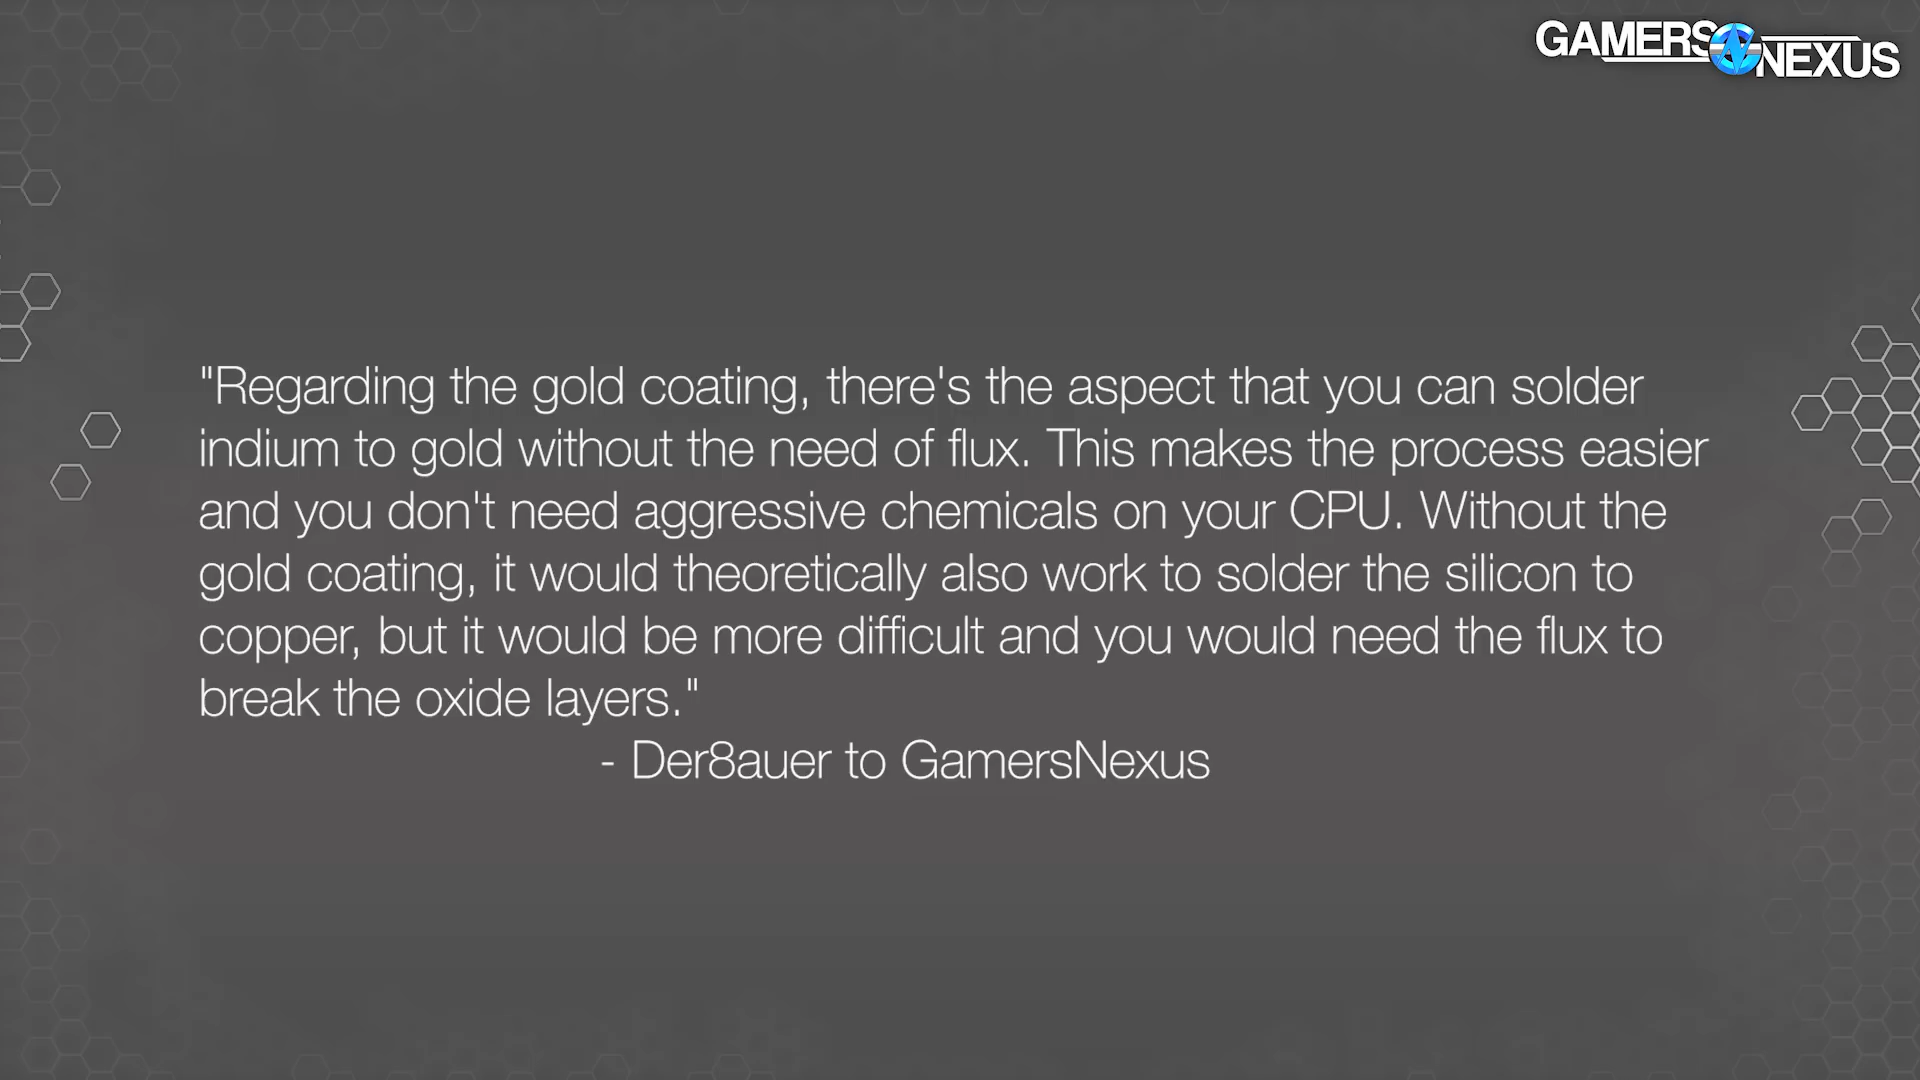 GAMERS NEXUS
"Regarding the gold coating, there's the aspect that you can solder
indium to gold without the need of flux. This makes the process easier
and you don't need aggressive chemicals on your CPU. Without the
gold coating, it would theoretically also work to solder the silicon to
copper, but it would be more difficult and you would need the flux to
break the oxide layers."
- Der8auer to GamersNexus